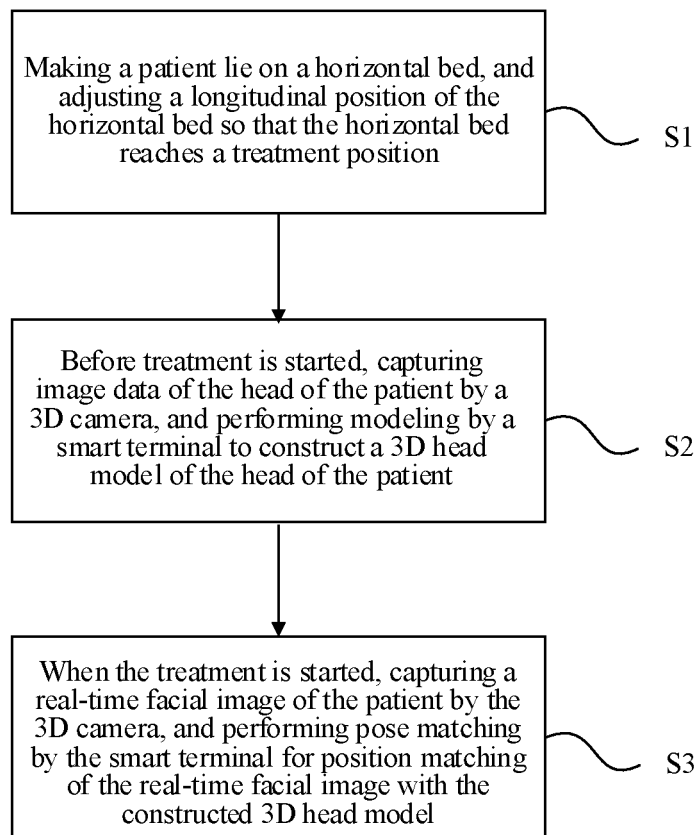 Making a patient lie on a horizontal bed, and
adjusting a longitudinal position of the
horizontal bed so that the horizontal bed
reaches a treatment position
S1
Before treatment is started, capturing
image data of the head of the patient by a
3D camera, and performing modeling by a
smart terminal to construct a 3D head
model of the head of the patient
S2
When the treatment is started, capturing a
real-time facial image of the patient by the
3D camera, and performing pose matching
by the smart terminal for position matching
of the real-time facial image with the
constructed 3D head model
S3